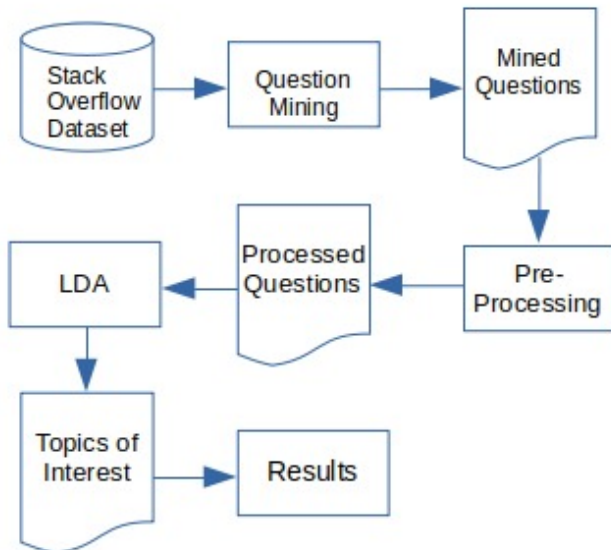 Stack
Overflow
Dataset
Question
Mining
Mined
Questions
Pre-
Processing
Processed
Questions
LDA
Topics of
Interest
Results